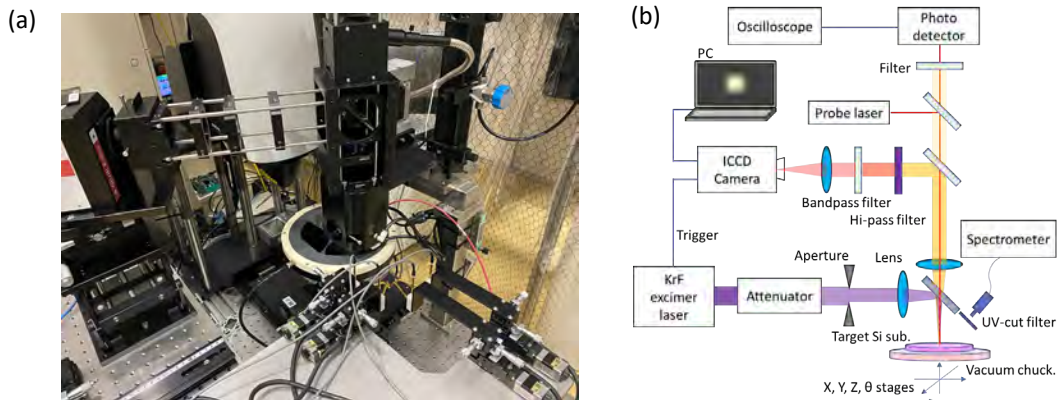 (a)
(b)
Oscilloscope
Photo
detector
PC
Filter
Probe laser
ICCD
Camera
Bandpass filter
Hi-pass filter
Trigger
Aperture
Lens
Spectrometer
KrF
excimer
laser
Attenuator
UV-cut filter
Target Si sub.
Vacuum chuck.
X, Y, Z, θ stages